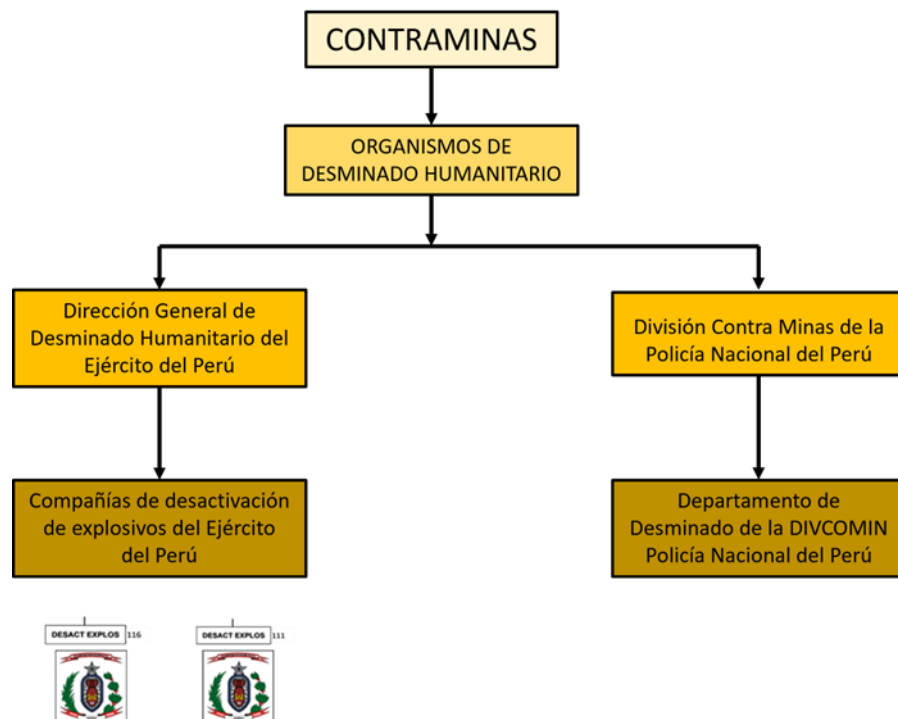 CONTRAMINAS
ORGANISMOS DE
DESMINADO HUMANITARIO
Dirección General de
Desminado Humanitario del
Ejército del Perú
División Contra Minas de la
Policía Nacional del Perú
Compañías de desactivación
de explosivos del Ejército
del Perú
Departamento de
Desminado de la DIVCOMIN
Policía Nacional del Perú
DESACT EXPLOS 116
DESACT EXPLOS 111